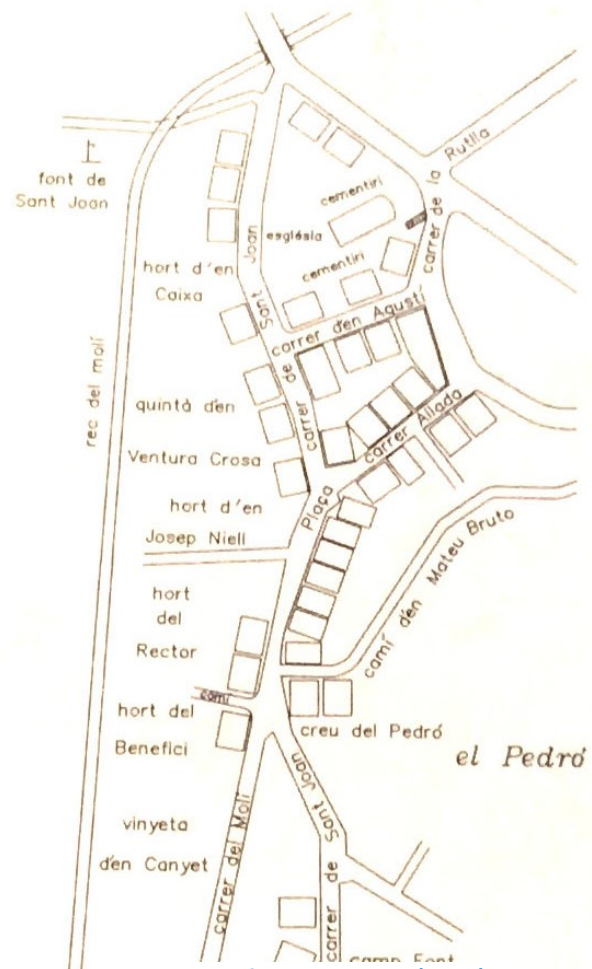 Rutlla
font de
Sant Joan
cementiri
carrer de la
església
hort d'en
Caixa
cementiri
carrer de Sant Joan
carrer d'en Agustí
rec del molí
quintà d'en
Ventura Crosa
carrer Allada
Plaça
hort d'en
Josep Niell
camí d'en Mateu Bruto
hort
del
Rector
camí
hort del
Benefici
creu del Pedró
el Pedró
vinyeta
d'en Canyet
carrer del Molí
carrer de Sant Joan
camp Font